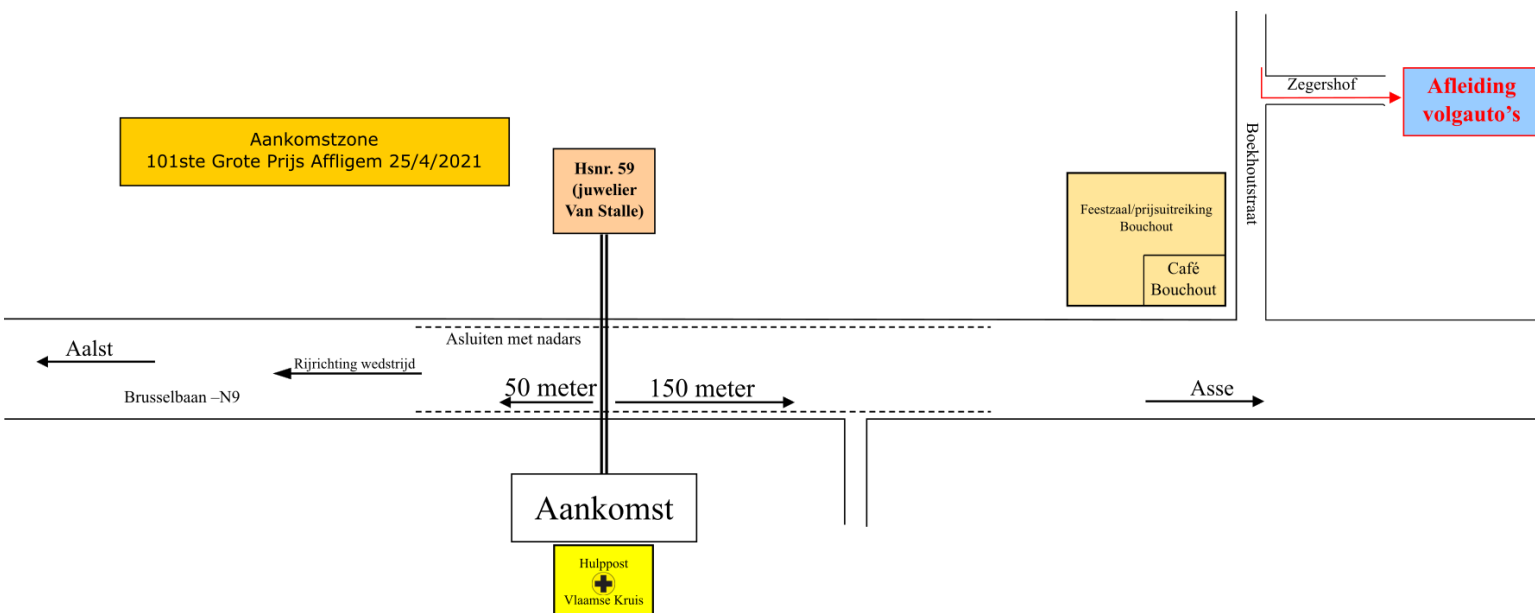 Zegershof
Afleiding
volgauto’s
Aankomstzone
101ste Grote Prijs Affligem 25/4/2021
Hsnr. 59
(juwelier
Van Stalle)
Boekhoutstraat
Feestzaal/prijsuitreiking
Bouchout
Café
Bouchout
Asluiten met nadars
Aalst
Rijrichting wedstrijd
50 meter
150 meter
Asse
Brusselbaan –N9
Aankomst
Hulppost
Vlaamse Kruis